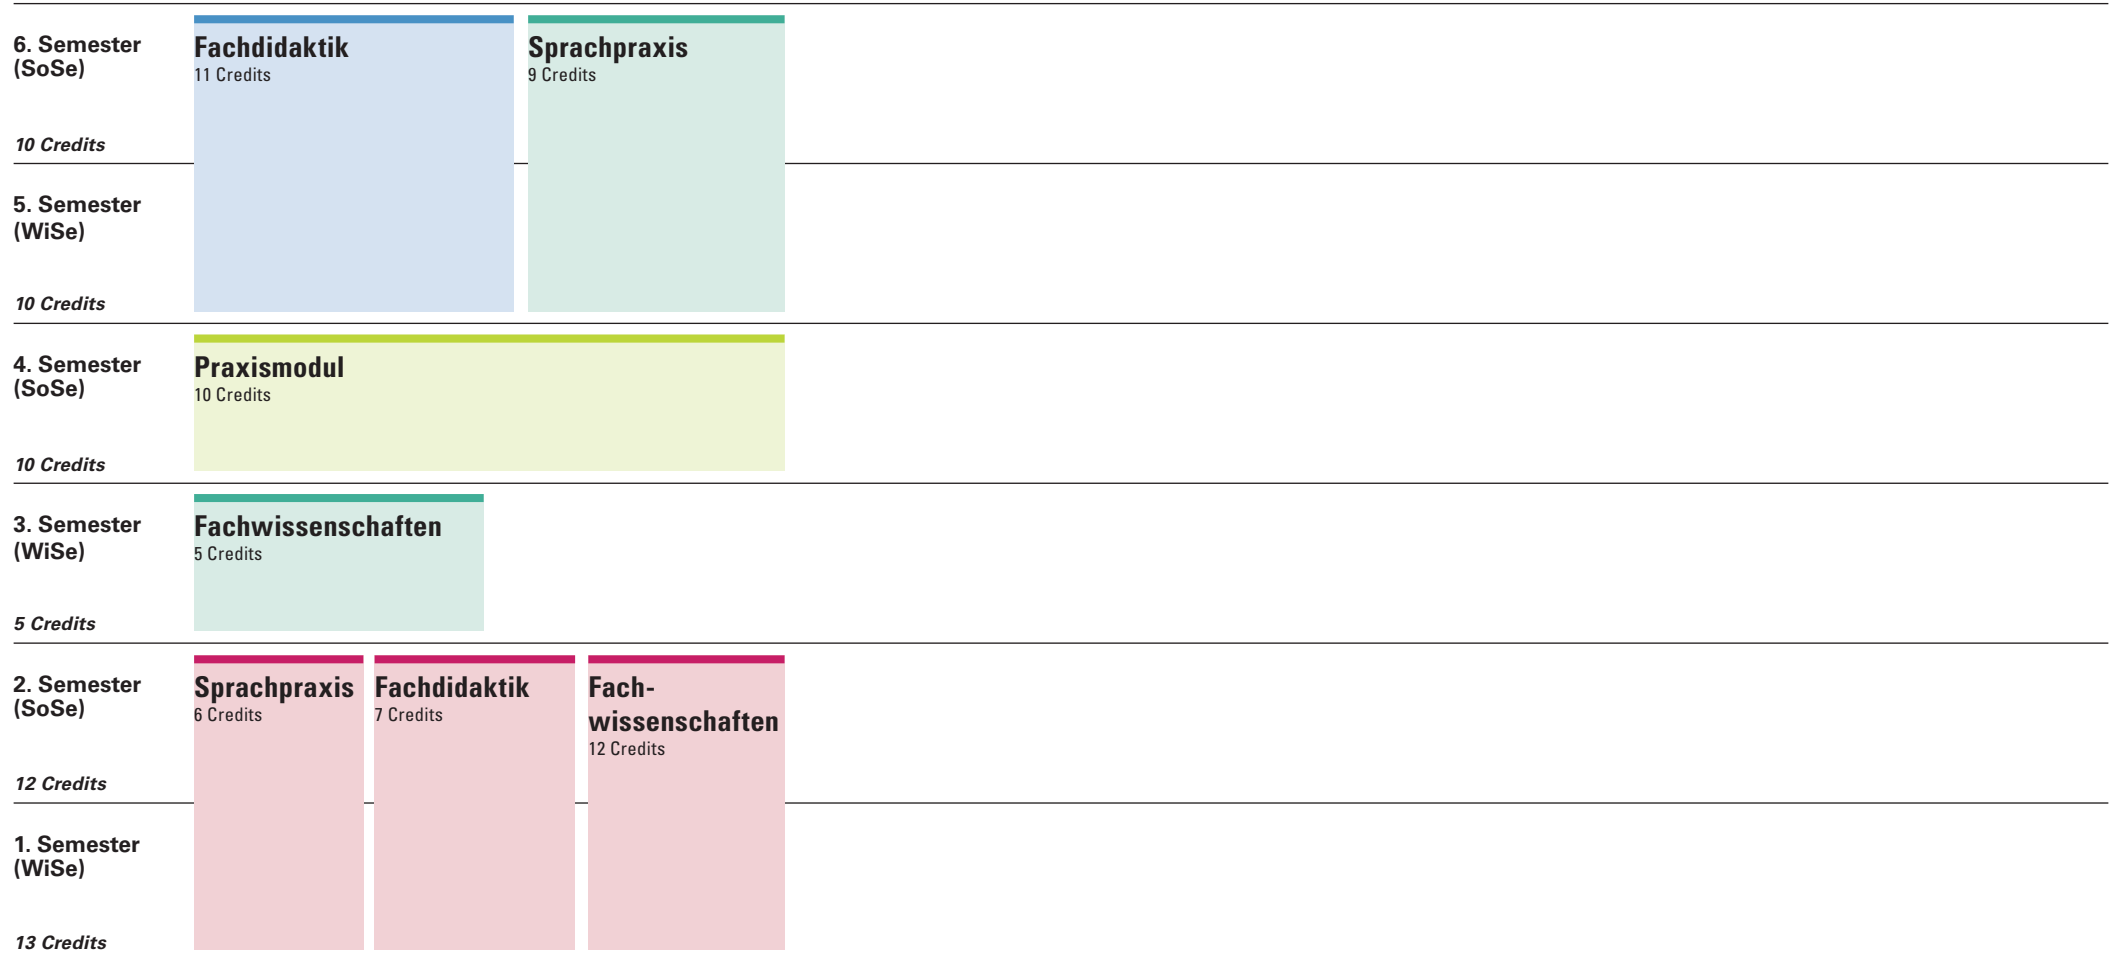 6. Semester
(SoSe)
10 Credits
Fachdidaktik
11 Credits
Sprachpraxis
9 Credits
5. Semester
(WiSe)
10 Credits
4. Semester
(SoSe)
10 Credits
Praxismodul
10 Credits
3. Semester
(WiSe)
5 Credits
Fachwissenschaften
5 Credits
2. Semester
(SoSe)
12 Credits
Sprachpraxis
6 Credits
Fachdidaktik
7 Credits
Fach-
wissenschaften
12 Credits
1. Semester
(WiSe)
13 Credits